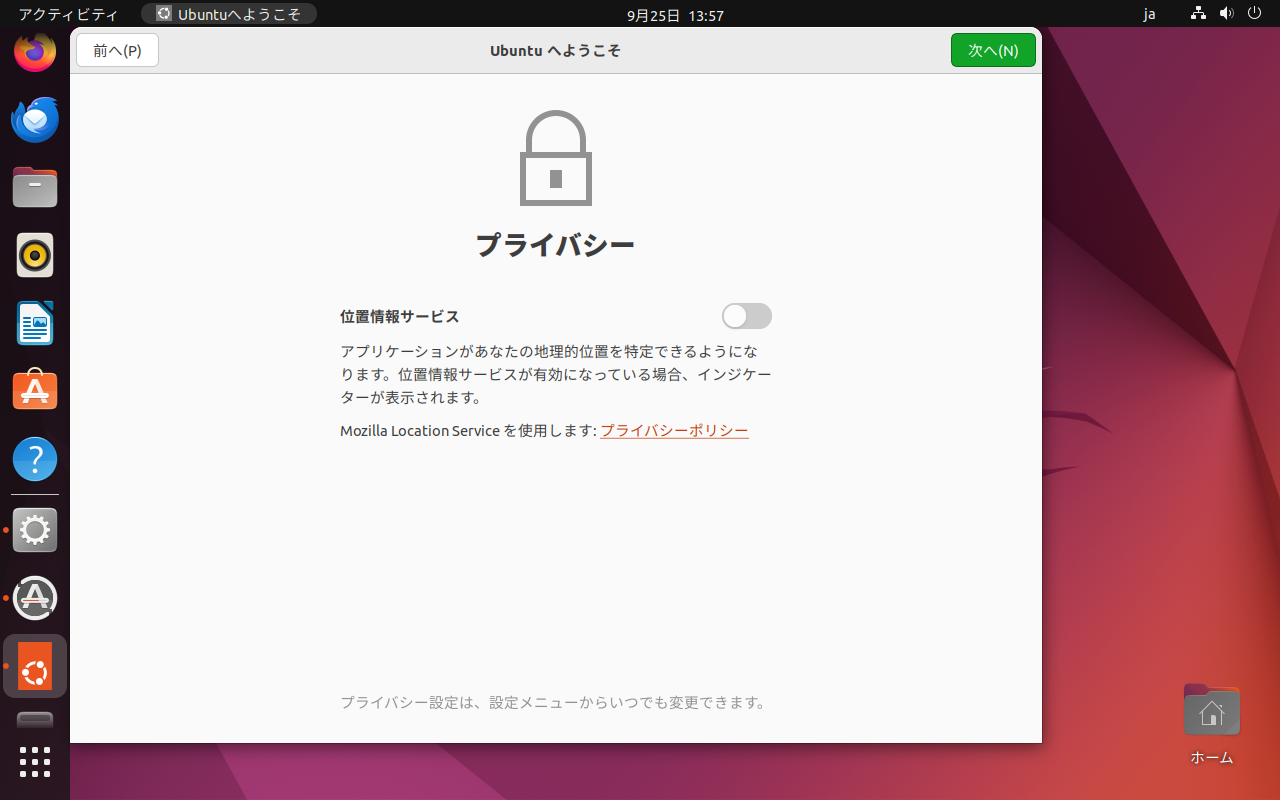 アクティビティ
Ubuntuへようこそ
9月25日 13:57
ja
前へ(P)
Ubuntu へようこそ
次へ(N)
プライバシー
位置情報サービス
アプリケーションがあなたの地理的位置を特定できるようにな
ります。位置情報サービスが有効になっている場合、インジケー
ターが表示されます。
Mozilla Location Service を使用します: プライバシーポリシー
プライバシー設定は、設定メニューからいつでも変更できます。
ホーム